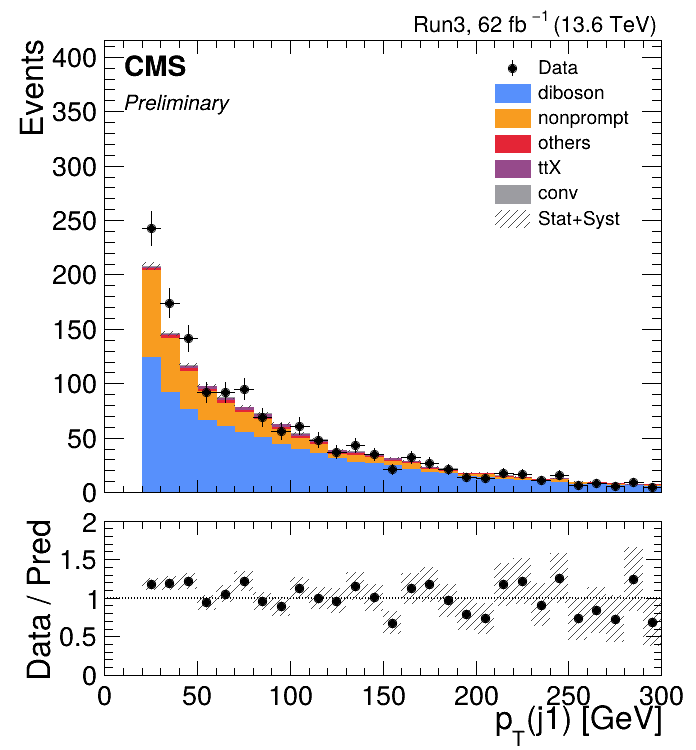 Run3, 62 fb⁻¹ (13.6 TeV)
Events
400
350
300
250
200
150
100
50
0
CMS
Preliminary
Data
diboson
nonprompt
others
ttX
conv
Stat+Syst
Data / Pred
2
1.5
1
0.5
0
0 50 100 150 200 250 300
p_T(j1) [GeV]